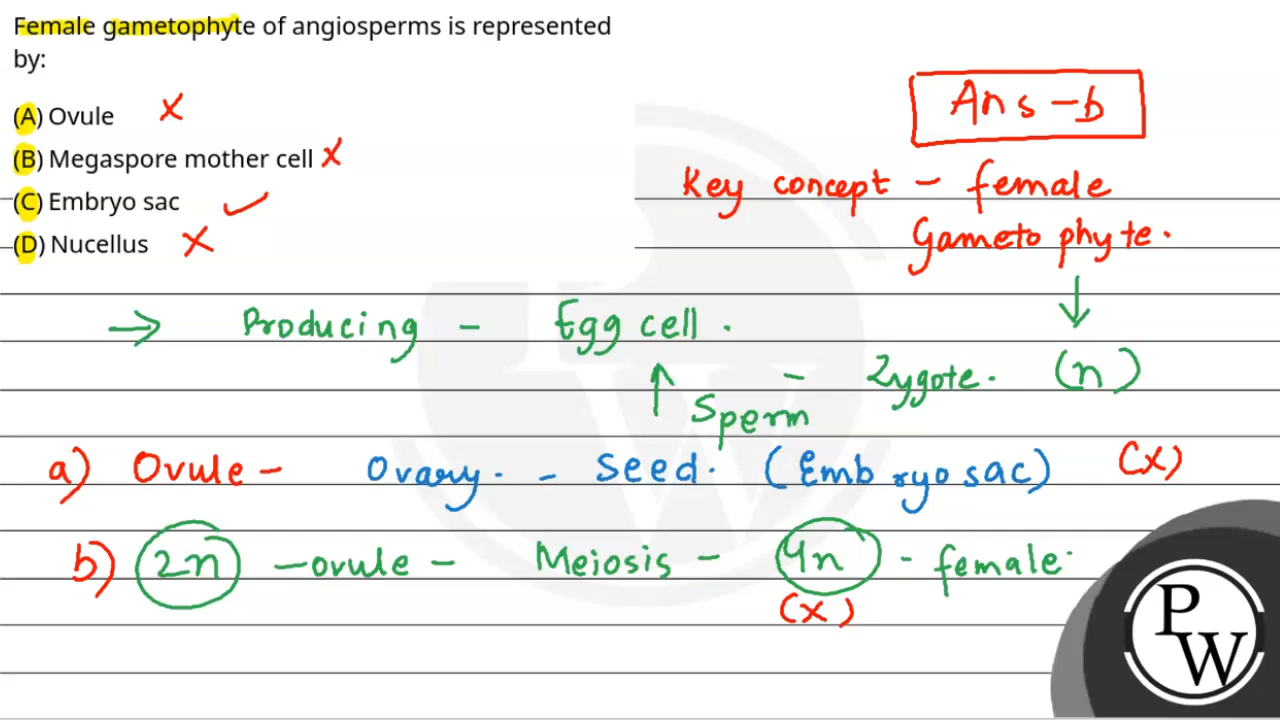 Female gametophyte of angiosperms is represented
by:
(A) Ovule x
(B) Megaspore mother cell x
(C) Embryo sac ✓
(D) Nucellus x
Ans - b
Key concept - female
Gametophyte.
→ Producing - Egg cell.
↓
↑ Sperm - Zygote. (n)
a) Ovule - Ovary. - Seed. (Embryo sac) (x)
b) 2n - ovule - Meiosis - 4n - female.
(x)
P
W